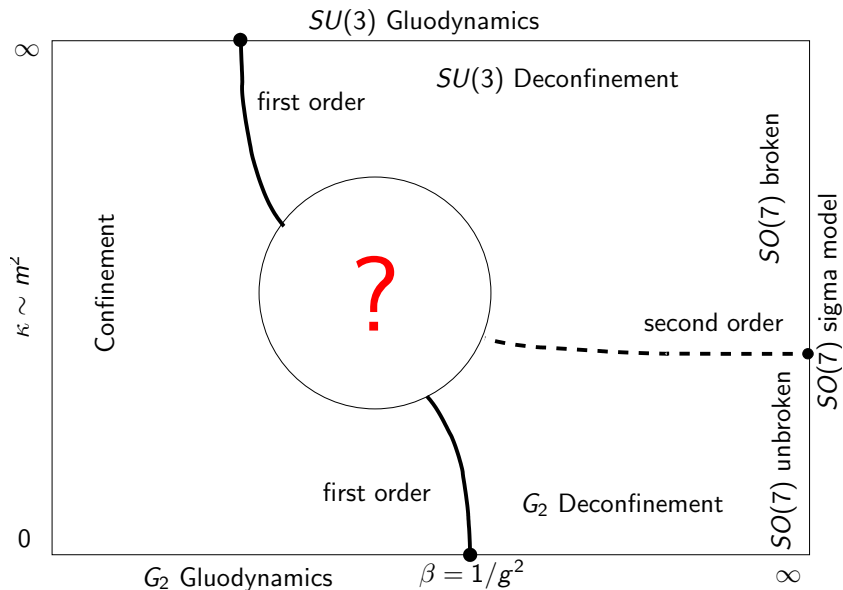 SU(3) Gluodynamics
∞
SU(3) Deconfinement
first order
SO(7) broken
Confinement
κ ~ m²
?
SO(7) sigma model
second order
SO(7) unbroken
first order
G₂ Deconfinement
0
G₂ Gluodynamics
β = 1/g²
∞